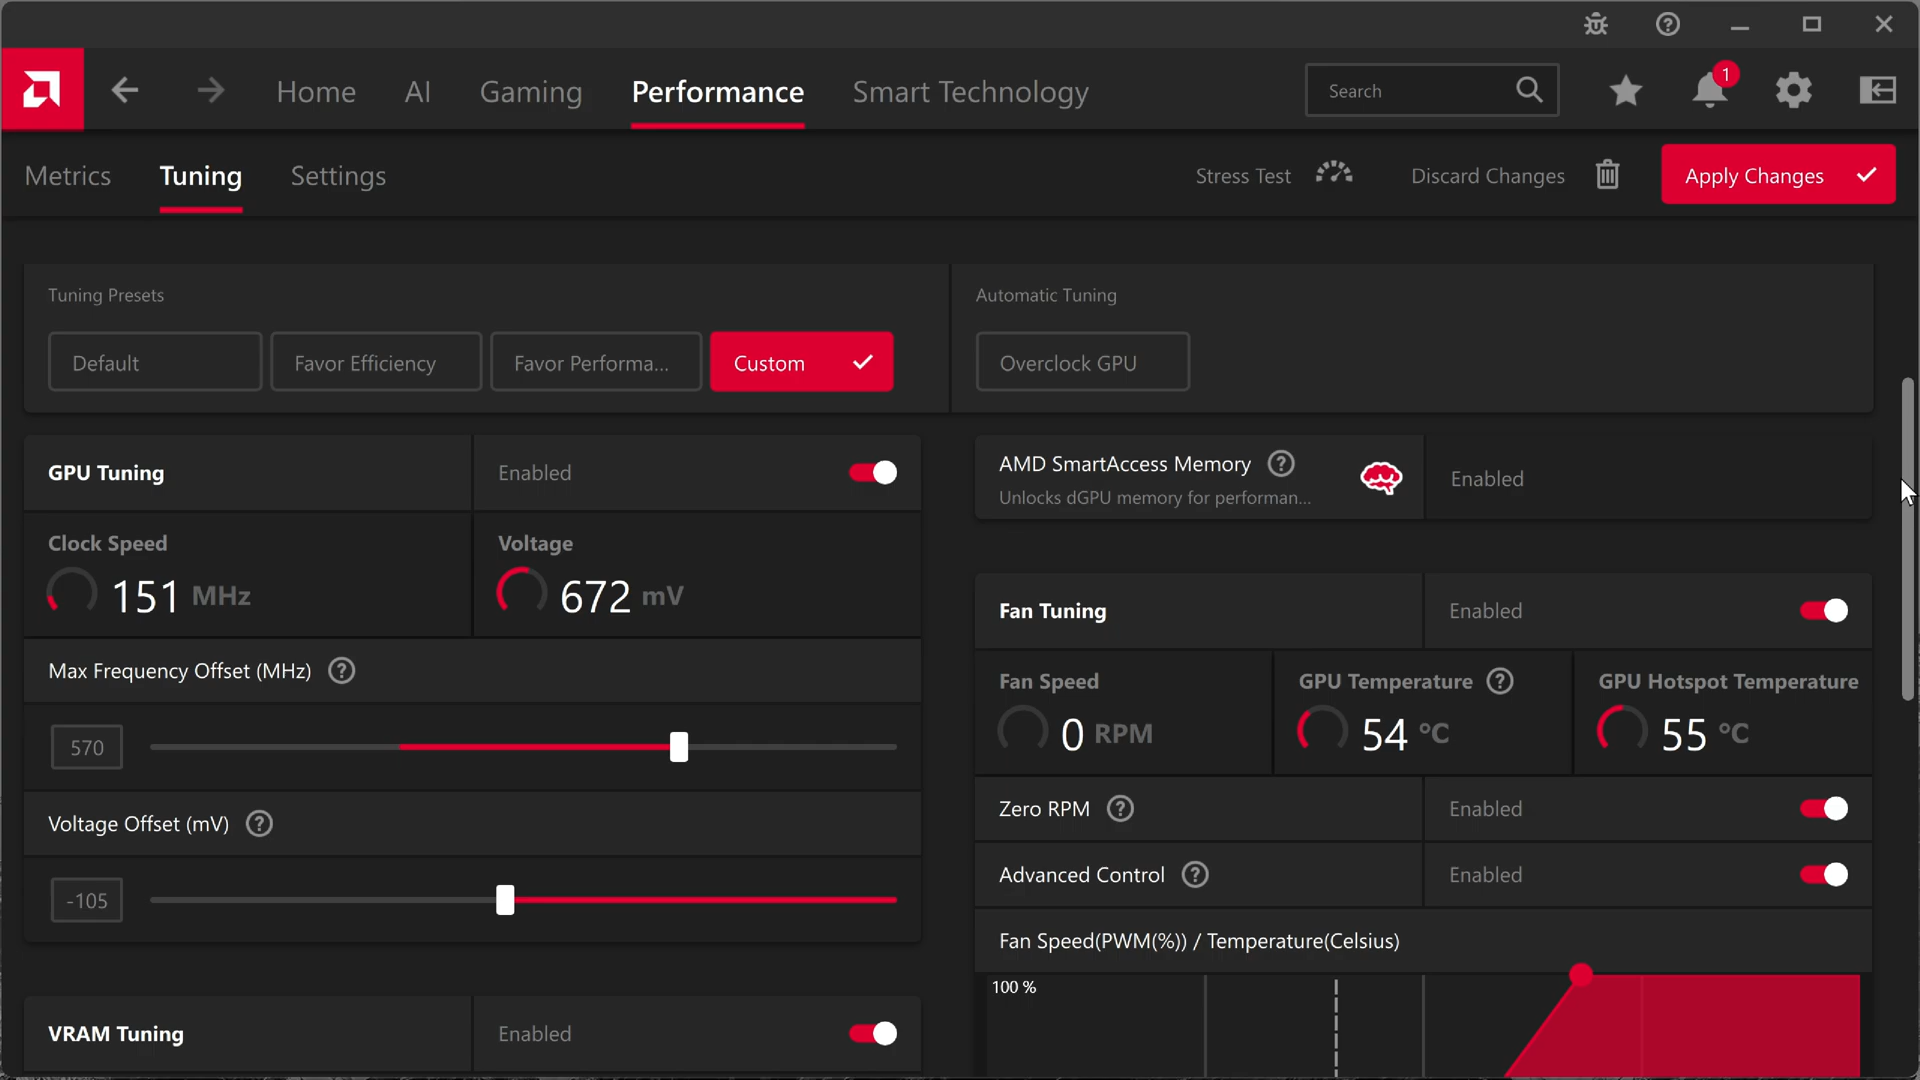 Home AI Gaming Performance Smart Technology Search 1
Metrics Tuning Settings Stress Test Discard Changes Apply Changes
Tuning Presets
Default Favor Efficiency Favor Performa... Custom
Automatic Tuning
Overclock GPU
GPU Tuning Enabled
Clock Speed
151 MHz
Voltage
672 mV
Max Frequency Offset (MHz)
570
Voltage Offset (mV)
-105
VRAM Tuning Enabled
AMD SmartAccess Memory
Unlocks dGPU memory for performan...
Enabled
Fan Tuning Enabled
Fan Speed
0 RPM
GPU Temperature
54 °C
GPU Hotspot Temperature
55 °C
Zero RPM Enabled
Advanced Control Enabled
Fan Speed(PWM(%)) / Temperature(Celsius)
100 %